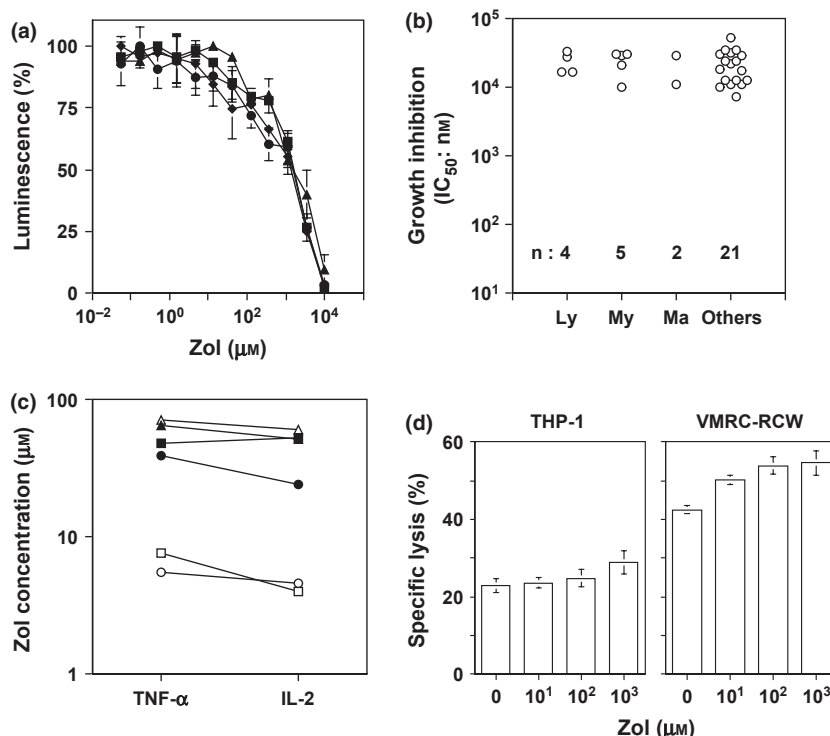 (a)
Luminescence (%)
100
75
50
25
0
10⁻²
10⁰
10²
10⁴
Zol (μM)
(b)
Growth inhibition
(IC₅₀: nM)
10⁵
10⁴
10³
10²
10¹
n : 4 5 2 21
Ly My Ma Others
(c)
Zol concentration (μM)
100
10
1
TNF-α IL-2
(d)
THP-1 VMRC-RCW
Specific lysis (%)
60
40
20
0
0 10¹ 10² 10³ 0 10¹ 10² 10³
Zol (μM)